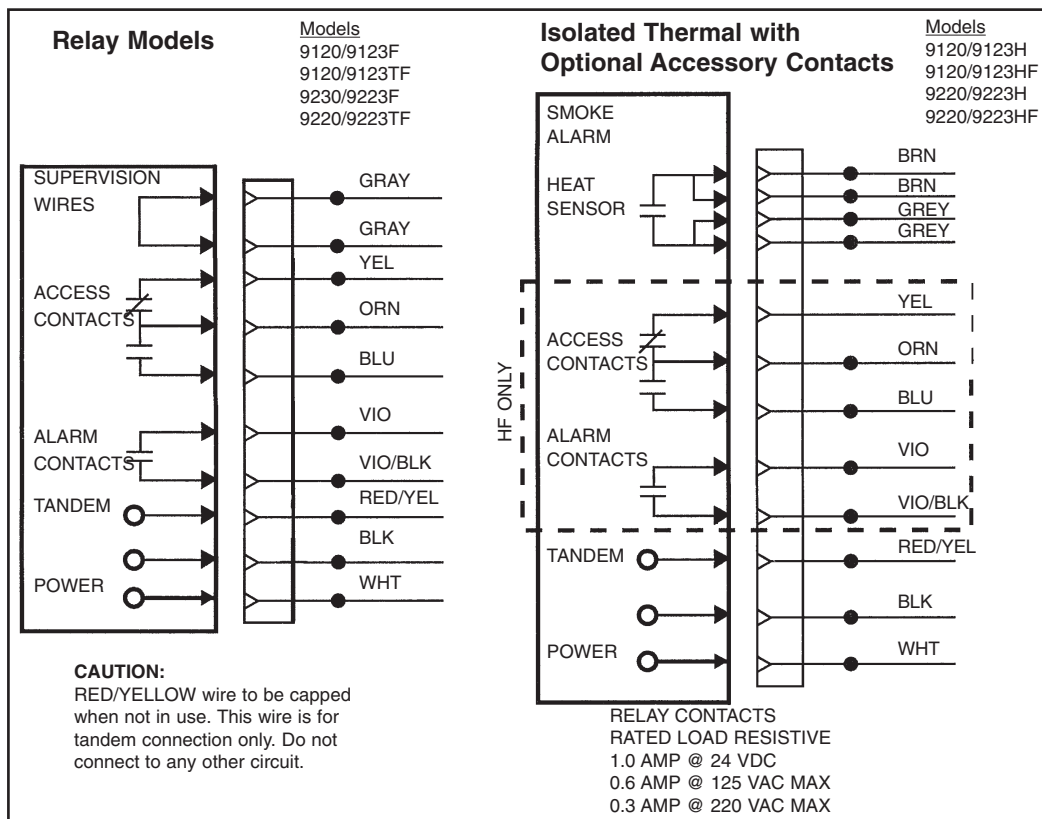 Relay Models
Models
9120/9123F
9120/9123TF
9230/9223F
9220/9223TF
SUPERVISION
WIRES
GRAY
GRAY
YEL
ACCESS
CONTACTS
ORN
BLU
VIO
ALARM
CONTACTS
VIO/BLK
RED/YEL
TANDEM
BLK
POWER
WHT
CAUTION:
RED/YELLOW wire to be capped
when not in use. This wire is for
tandem connection only. Do not
connect to any other circuit.
Isolated Thermal with
Optional Accessory Contacts
Models
9120/9123H
9120/9123HF
9220/9223H
9220/9223HF
SMOKE
ALARM
HEAT
SENSOR
BRN
BRN
GREY
GREY
HF ONLY
YEL
ACCESS
CONTACTS
ORN
BLU
ALARM
CONTACTS
VIO
VIO/BLK
RED/YEL
TANDEM
BLK
POWER
WHT
RELAY CONTACTS
RATED LOAD RESISTIVE
1.0 AMP @ 24 VDC
0.6 AMP @ 125 VAC MAX
0.3 AMP @ 220 VAC MAX